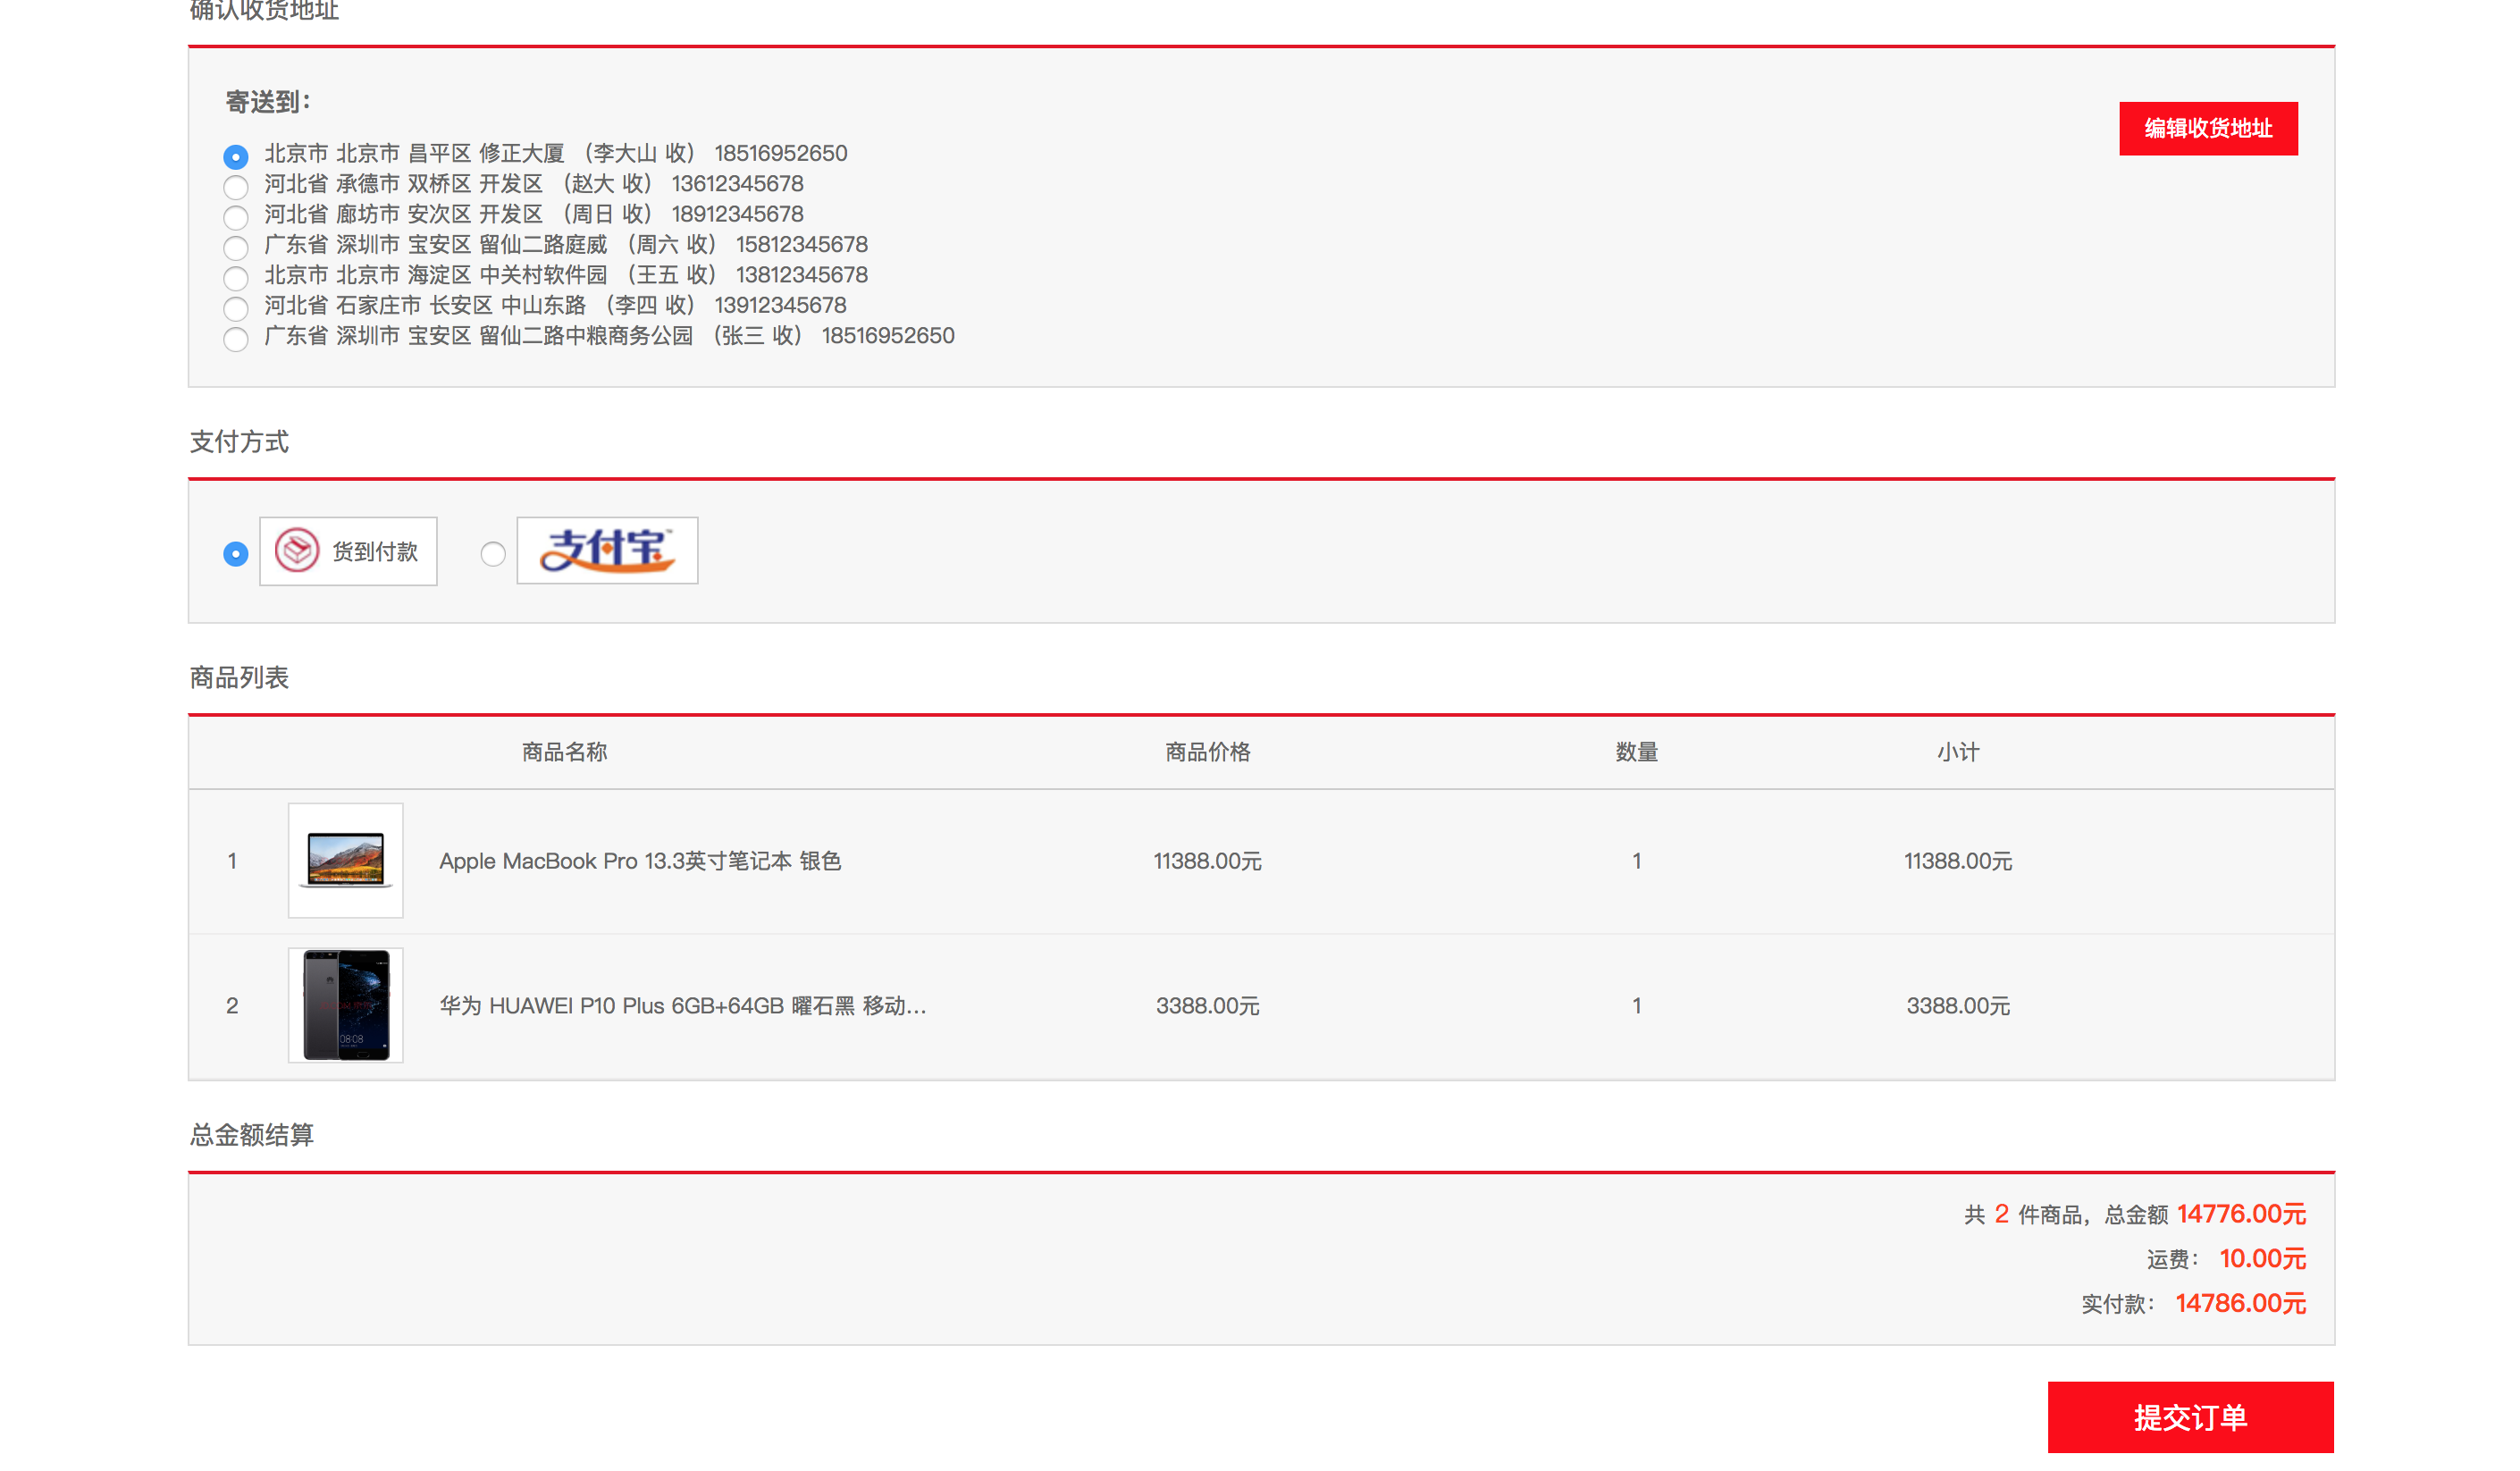 确认收货地址
寄送到：
编辑收货地址
北京市 北京市 昌平区 修正大厦 （李大山 收） 18516952650
河北省 承德市 双桥区 开发区 （赵大 收） 13612345678
河北省 廊坊市 安次区 开发区 （周日 收） 18912345678
广东省 深圳市 宝安区 留仙二路庭威 （周六 收） 15812345678
北京市 北京市 海淀区 中关村软件园 （王五 收） 13812345678
河北省 石家庄市 长安区 中山东路 （李四 收） 13912345678
广东省 深圳市 宝安区 留仙二路中粮商务公园 （张三 收） 18516952650
支付方式
货到付款 支付宝™
商品列表
商品名称 商品价格 数量 小计
1 Apple MacBook Pro 13.3英寸笔记本 银色 11388.00元 1 11388.00元
2 华为 HUAWEI P10 Plus 6GB+64GB 曜石黑 移动... 3388.00元 1 3388.00元
08:08
总金额结算
共 2 件商品，总金额 14776.00元
运费： 10.00元
实付款： 14786.00元
提交订单